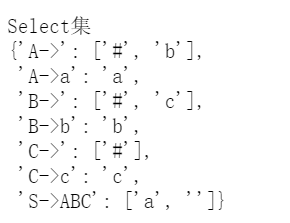 Select集
{'A->': ['#', 'b'],
 'A->a': 'a',
 'B->': ['#', 'c'],
 'B->b': 'b',
 'C->': ['#'],
 'C->c': 'c',
 'S->ABC': ['a', '']}